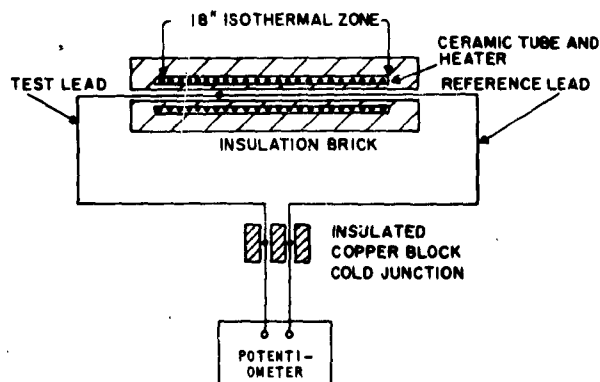 18" ISOTHERMAL ZONE
CERAMIC TUBE AND
HEATER
TEST LEAD
REFERENCE LEAD
INSULATION BRICK
INSULATED
COPPER BLOCK
COLD JUNCTION
POTENTI-
OMETER